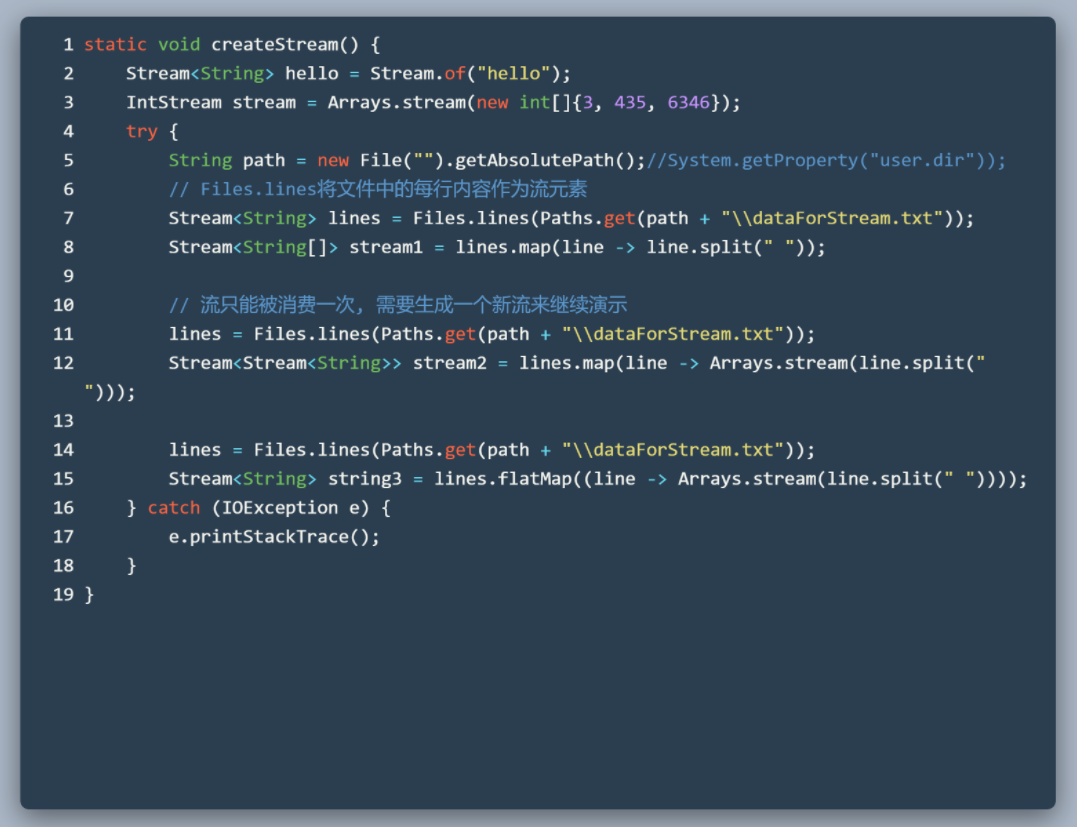 1 static void createStream() {
2     Stream<String> hello = Stream.of("hello");
3     IntStream stream = Arrays.stream(new int[]{3, 435, 6346});
4     try {
5         String path = new File("").getAbsolutePath();//System.getProperty("user.dir"));
6         // Files.lines将文件中的每行内容作为流元素
7         Stream<String> lines = Files.lines(Paths.get(path + "\\dataForStream.txt"));
8         Stream<String[]> stream1 = lines.map(line -> line.split(" "));
9
10         // 流只能被消费一次, 需要生成一个新流来继续演示
11         lines = Files.lines(Paths.get(path + "\\dataForStream.txt"));
12         Stream<Stream<String>> stream2 = lines.map(line -> Arrays.stream(line.split("
")));
13
14         lines = Files.lines(Paths.get(path + "\\dataForStream.txt"));
15         Stream<String> string3 = lines.flatMap((line -> Arrays.stream(line.split(" "))));
16     } catch (IOException e) {
17         e.printStackTrace();
18     }
19 }